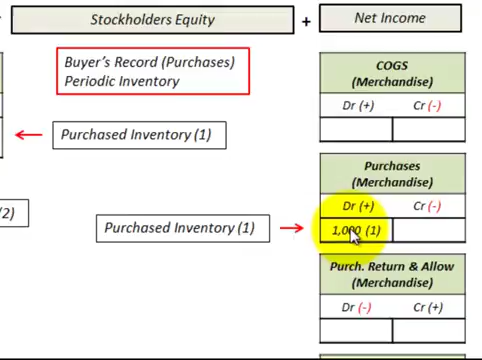 Stockholders Equity + Net Income
Buyer's Record (Purchases)
Periodic Inventory
COGS
(Merchandise)
Dr (+) Cr (-)
Purchased Inventory (1)
Purchases
(Merchandise)
Dr (+) Cr (-)
/2)
Purchased Inventory (1)
1,000 (1)
Purch. Return & Allow
(Merchandise)
Dr (-) Cr (+)